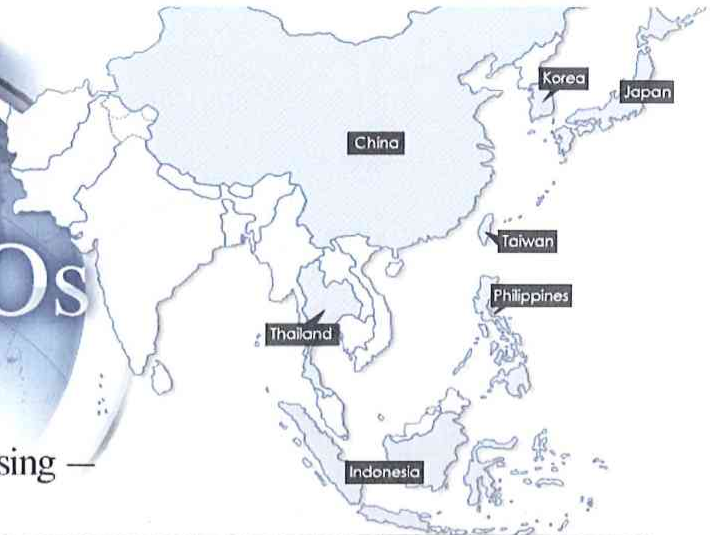 Korea
Japan
China
Taiwan
Os
Philippines
Thailand
sing —
Indonesia